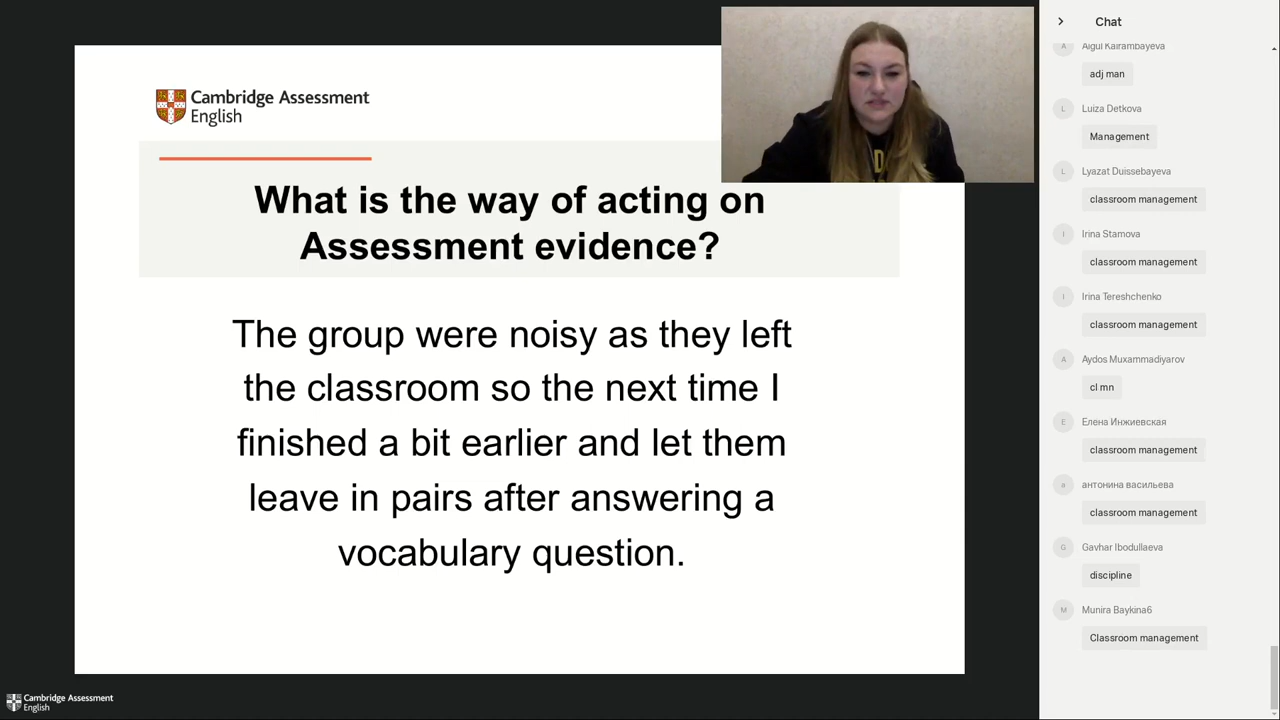 Cambridge Assessment
English
What is the way of acting on
Assessment evidence?
The group were noisy as they left
the classroom so the next time I
finished a bit earlier and let them
leave in pairs after answering a
vocabulary question.
Cambridge Assessment
English
Chat
A
Aigul Kairambayeva
adj man
L
Luiza Detkova
Management
L
Lyazat Duissebayeva
classroom management
I
Irina Stamova
classroom management
I
Irina Tereshchenko
classroom management
A
Aydos Muxammadiyarov
cl mn
Е
Елена Инжиевская
classroom management
а
антонина васильева
classroom management
G
Gavhar Ibodullaeva
discipline
M
Munira Baykina6
Classroom management